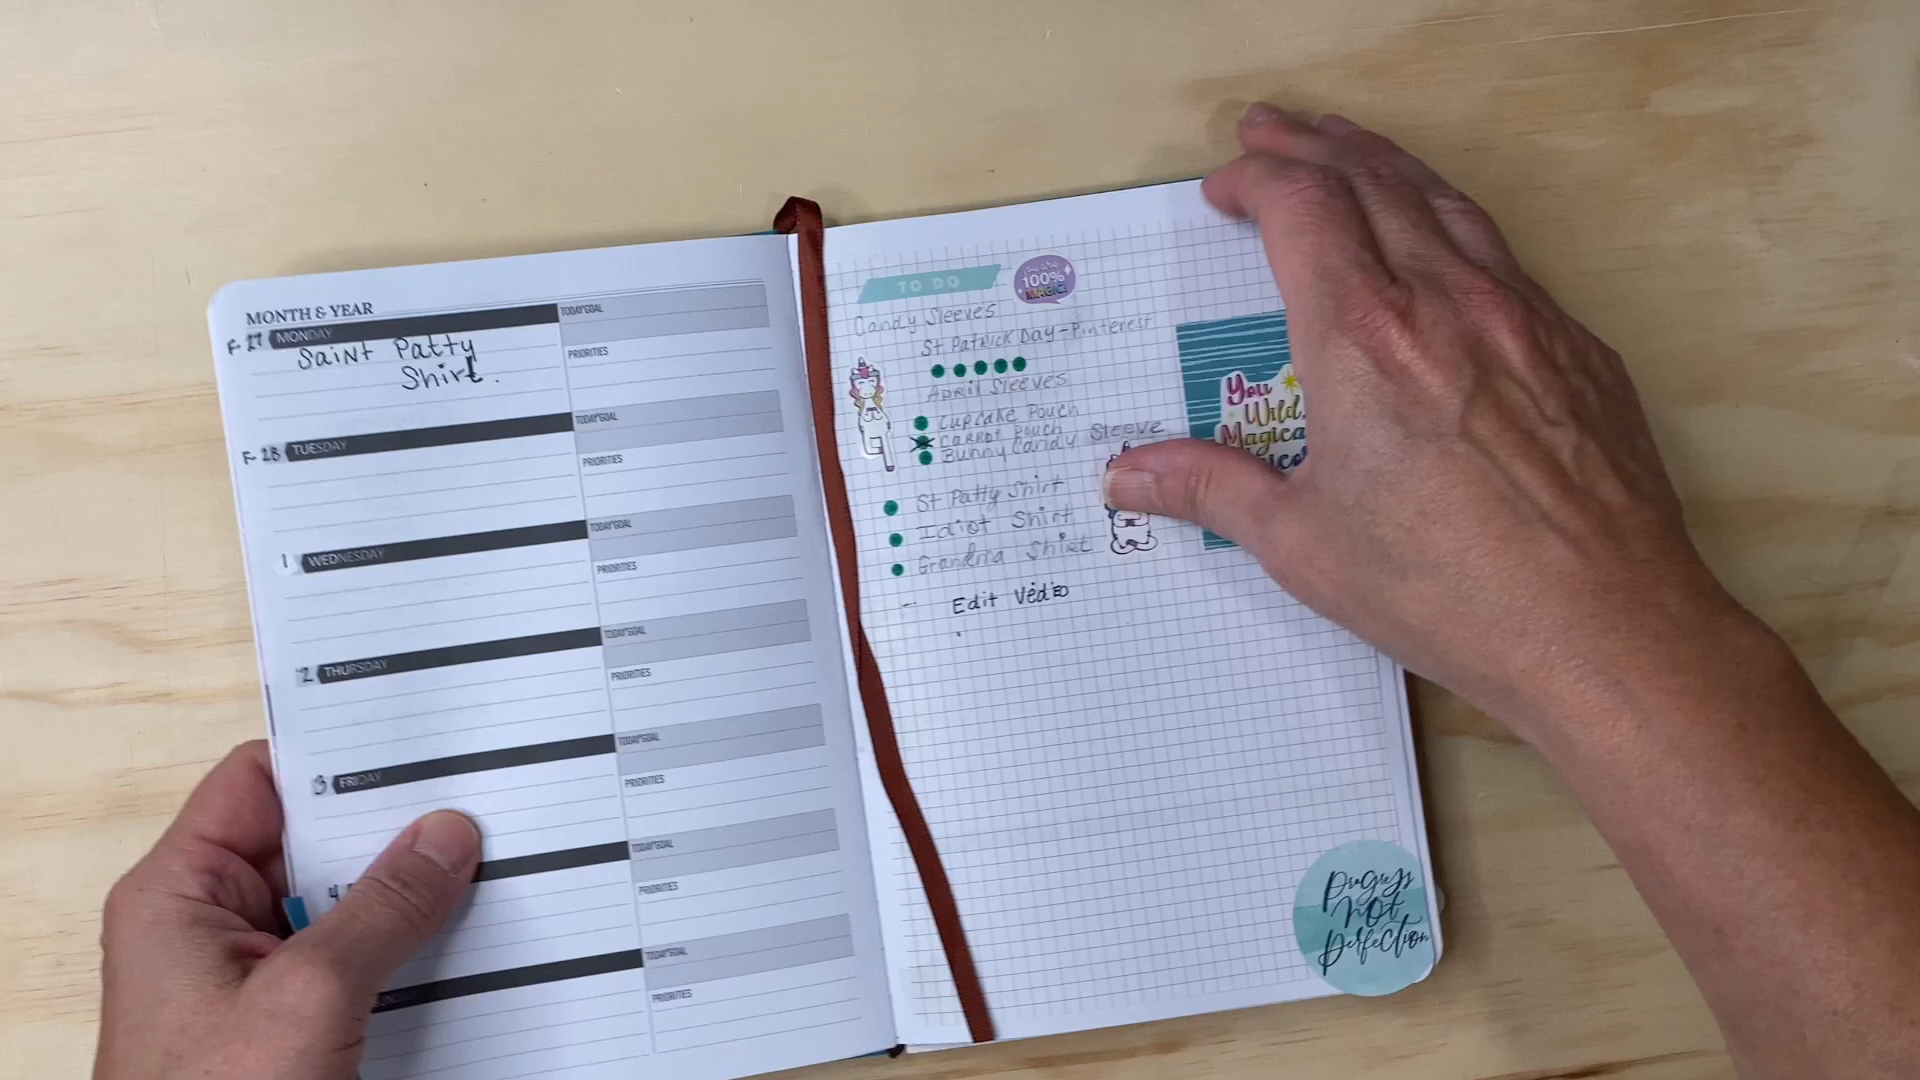 MONTH & YEAR
F 27 MONDAY
TODAY'GOAL
Saint Patty
Shirt.
PRIORITIES
F 28 TUESDAY
TODAY'GOAL
PRIORITIES
1 WEDNESDAY
TODAY'GOAL
PRIORITIES
2 THURSDAY
TODAY'GOAL
PRIORITIES
3 FRIDAY
TODAY'GOAL
PRIORITIES
4
TODAY'GOAL
PRIORITIES
TODAY'GOAL
PRIORITIES
TO DO
100%
MAGIC
Candy Sleeves
St Patrick Day-Pinterest
April Sleeves
Cupcake Pouch
Carrot Pouch
Bunny Candy Sleeve
St Patty Shirt
Idiot Shirt
Grandma Shirt
Edit Vedieo
You
Wild,
Progress
not
perfection